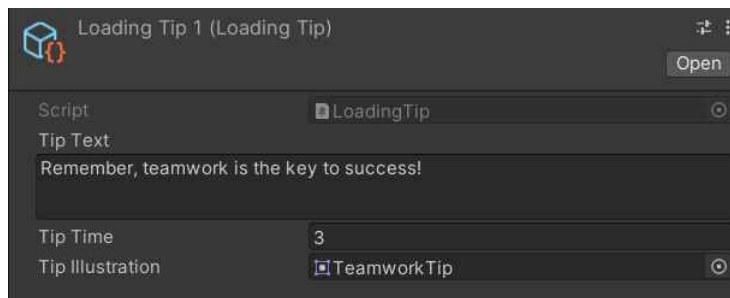 Loading Tip 1 (Loading Tip)
Open
Script LoadingTip
Tip Text
Remember, teamwork is the key to success!
Tip Time 3
Tip Illustration TeamworkTip